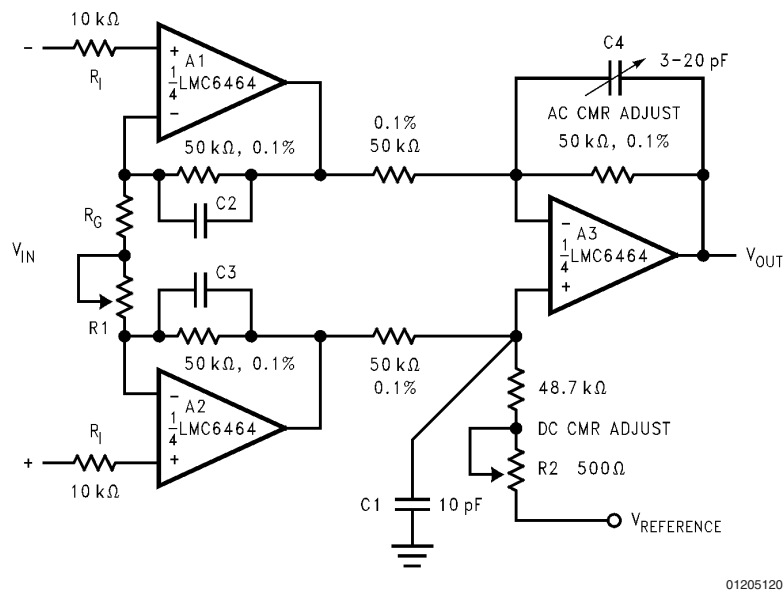 10 kΩ
−
R_I
+
A1
1/4 LMC6464
−
50 kΩ, 0.1%
C2
0.1%
50 kΩ
C4
3–20 pF
AC CMR ADJUST
50 kΩ, 0.1%
R_G
V_IN
R1
C3
50 kΩ, 0.1%
−
A3
1/4 LMC6464
+
V_OUT
50 kΩ
0.1%
−
A2
1/4 LMC6464
+
R_I
+
10 kΩ
48.7 kΩ
DC CMR ADJUST
R2 500Ω
C1
10 pF
V_REFERENCE
01205120